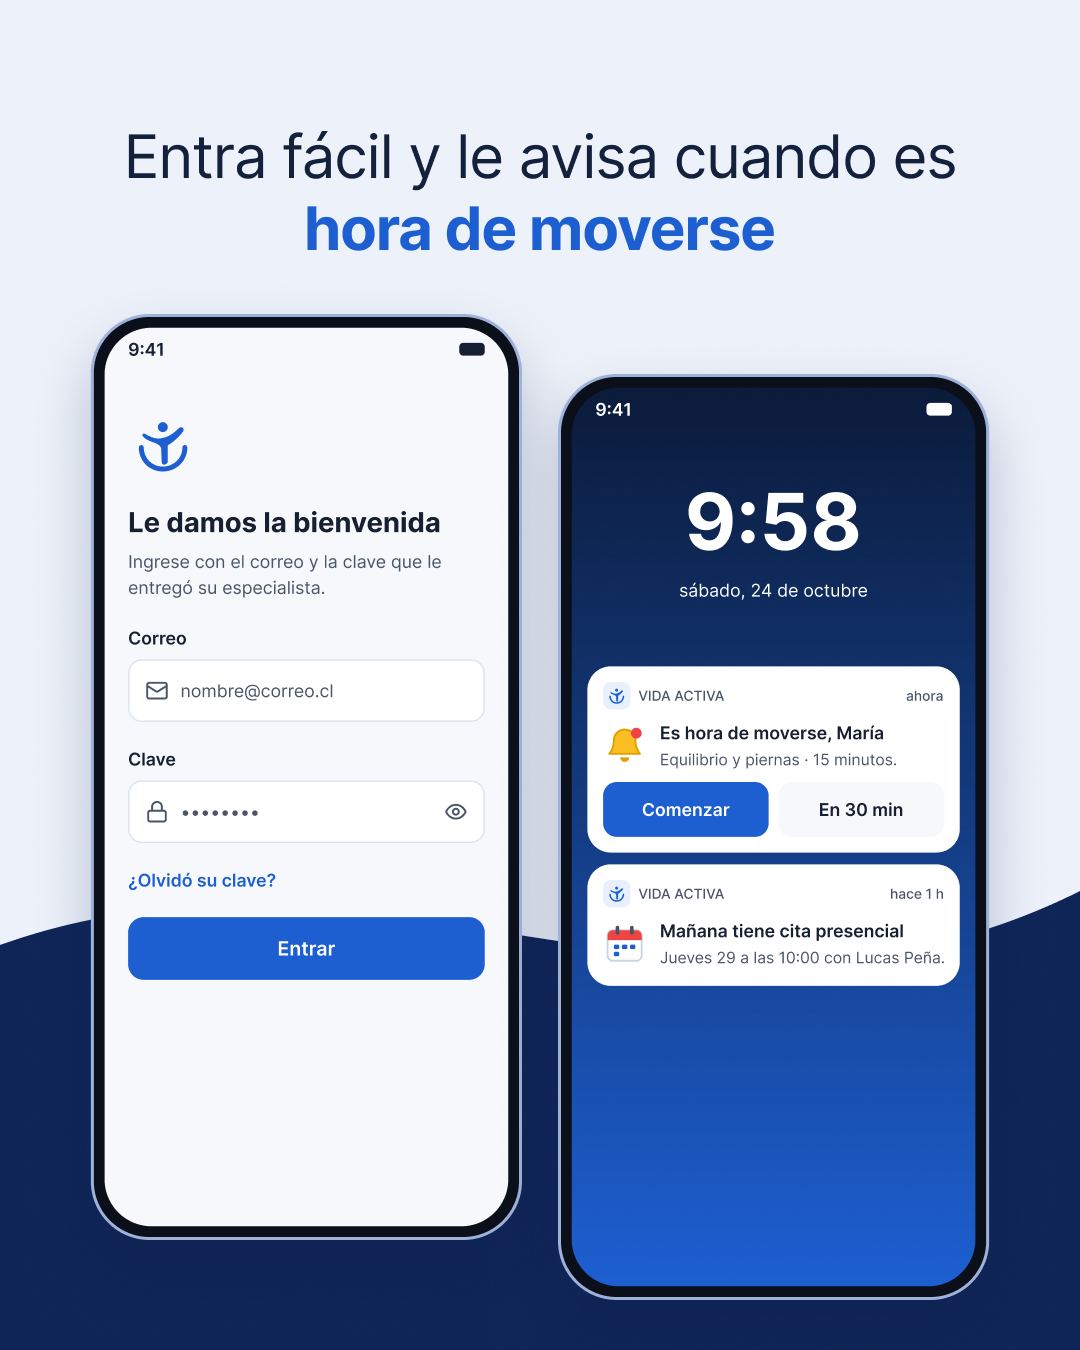 Entra fácil y le avisa cuando es
hora de moverse
9:41
Le damos la bienvenida
Ingrese con el correo y la clave que le
entregó su especialista.
Correo
nombre@correo.cl
Clave
••••••••
¿Olvidó su clave?
Entrar
9:41
9:58
sábado, 24 de octubre
VIDA ACTIVA ahora
Es hora de moverse, María
Equilibrio y piernas · 15 minutos.
Comenzar En 30 min
VIDA ACTIVA hace 1 h
Mañana tiene cita presencial
Jueves 29 a las 10:00 con Lucas Peña.